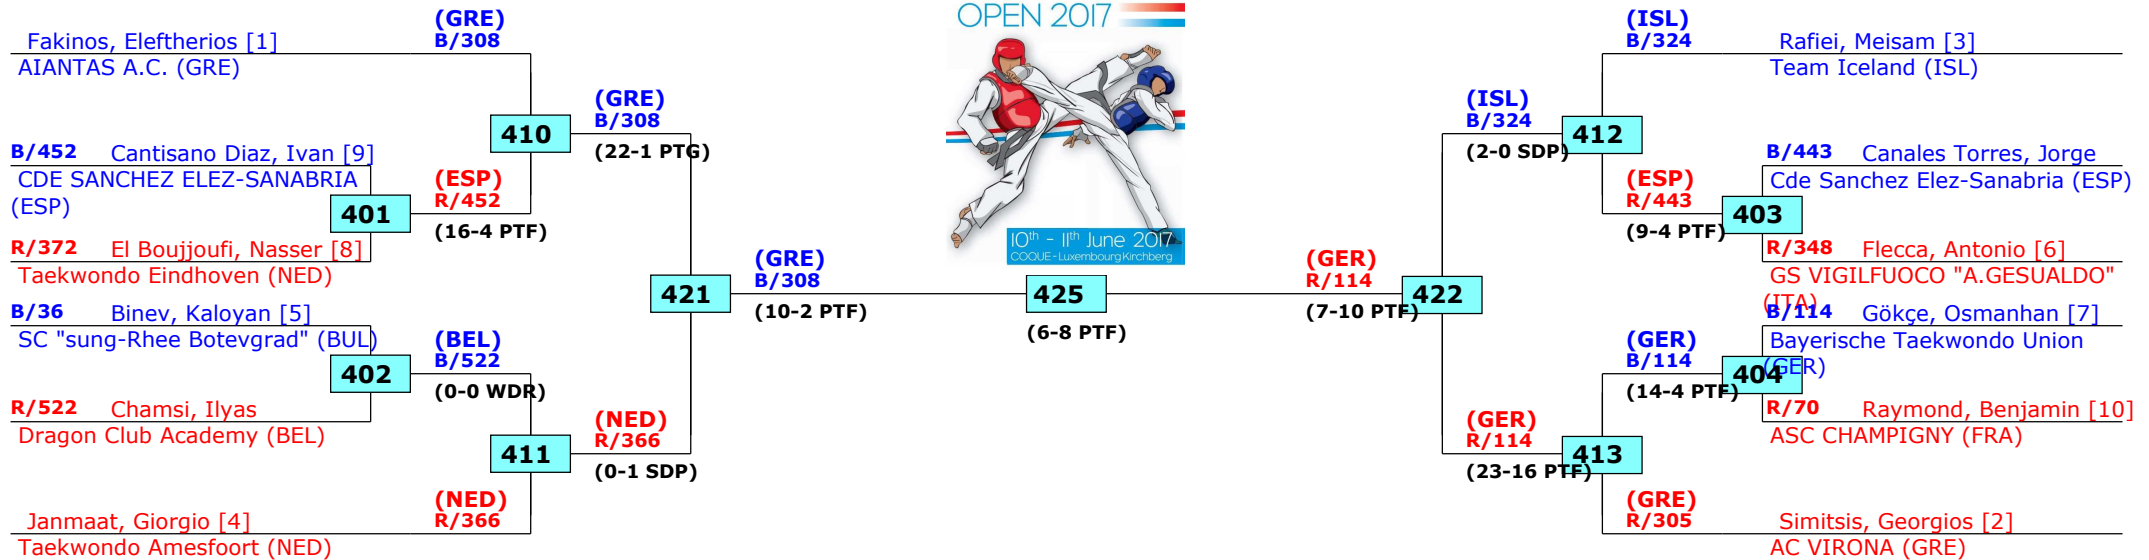 OPEN 2017
10th - 11th June 2017
COQUE - Luxembourg Kirchberg
Fakinos, Eleftherios [1]
AIANTAS A.C. (GRE)
(GRE)
B/308
B/452 Cantisano Diaz, Ivan [9]
CDE SANCHEZ ELEZ-SANABRIA
(ESP)
401
R/372 El Boujjoufi, Nasser [8]
Taekwondo Eindhoven (NED)
(ESP)
R/452
(16-4 PTF)
410
(GRE)
B/308
(22-1 PTG)
B/36 Binev, Kaloyan [5]
SC "sung-Rhee Botevgrad" (BUL)
402
R/522 Chamsi, Ilyas
Dragon Club Academy (BEL)
(BEL)
B/522
(0-0 WDR)
411
Janmaat, Giorgio [4]
Taekwondo Amesfoort (NED)
(NED)
R/366
(NED)
R/366
(0-1 SDP)
421
(GRE)
B/308
(10-2 PTF)
425
(6-8 PTF)
(GER)
R/114
(7-10 PTF)
422
(ISL)
B/324
(2-0 SDP)
412
(ISL)
B/324
Rafiei, Meisam [3]
Team Iceland (ISL)
(ESP)
R/443
(9-4 PTF)
403
B/443 Canales Torres, Jorge
Cde Sanchez Elez-Sanabria (ESP)
R/348 Flecca, Antonio [6]
GS VIGILFUOCO "A.GESUALDO"
(ITA)
B/114 Gökçe, Osmanhan [7]
Bayerische Taekwondo Union
(GER)
404
R/70 Raymond, Benjamin [10]
ASC CHAMPIGNY (FRA)
(GER)
B/114
(14-4 PTF)
(GER)
R/114
(23-16 PTF)
413
(GRE)
R/305
Simitsis, Georgios [2]
AC VIRONA (GRE)